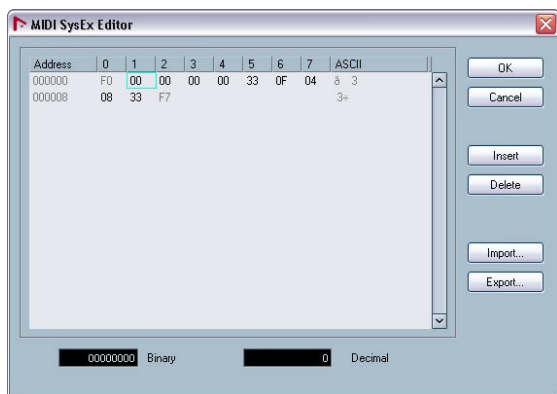 MIDI SysEx Editor
Address 0 1 2 3 4 5 6 7 ASCII
000000 F0 00 00 00 00 33 0F 04 ð 3
000008 08 33 F7 3÷
OK
Cancel
Insert
Delete
Import...
Export...
00000000 Binary 0 Decimal